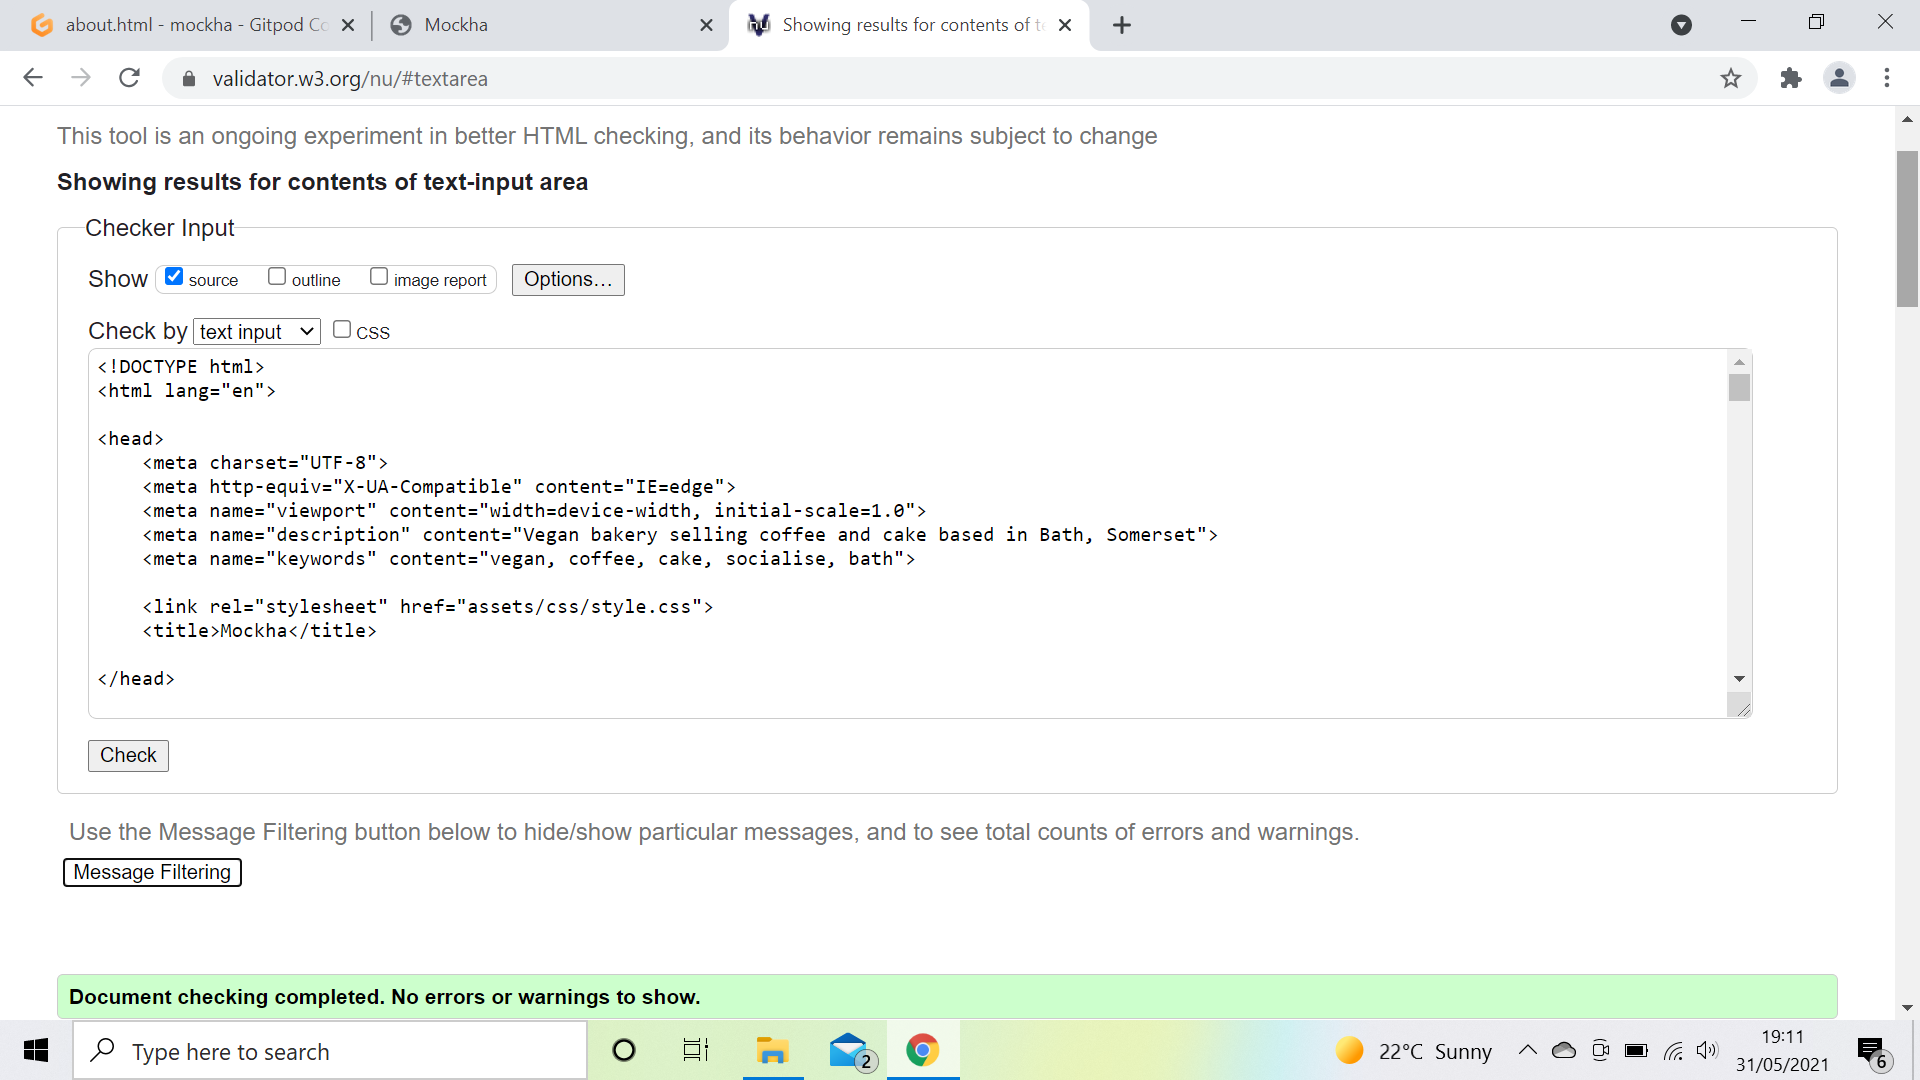 about.html - mockha - Gitpod Co
Mockha
Showing results for contents of te
validator.w3.org/nu/#textarea
This tool is an ongoing experiment in better HTML checking, and its behavior remains subject to change
Showing results for contents of text-input area
Checker Input
Show source outline image report Options...
Check by text input CSS
<!DOCTYPE html>
<html lang="en">
<head>
<meta charset="UTF-8">
<meta http-equiv="X-UA-Compatible" content="IE=edge">
<meta name="viewport" content="width=device-width, initial-scale=1.0">
<meta name="description" content="Vegan bakery selling coffee and cake based in Bath, Somerset">
<meta name="keywords" content="vegan, coffee, cake, socialise, bath">
<link rel="stylesheet" href="assets/css/style.css">
<title>Mockha</title>
</head>
Check
Use the Message Filtering button below to hide/show particular messages, and to see total counts of errors and warnings.
Message Filtering
Document checking completed. No errors or warnings to show.
Type here to search
2
22°C Sunny
19:11
31/05/2021
6